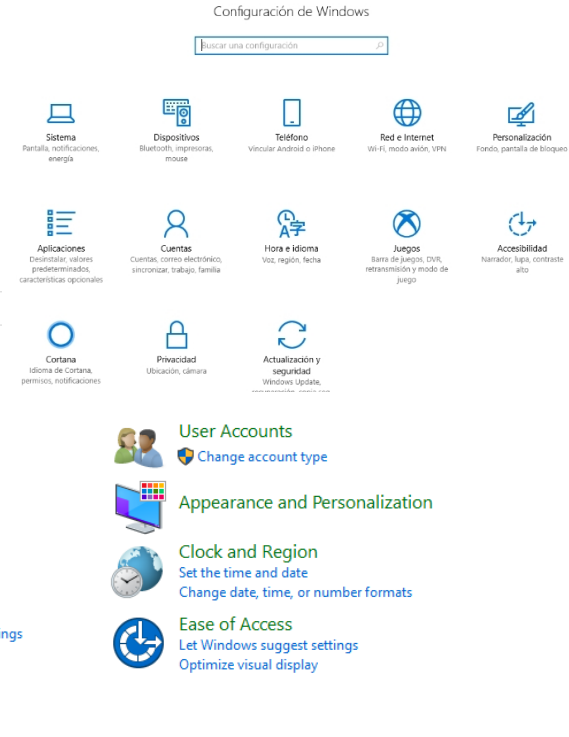 Configuración de Windows
Buscar una configuración
Sistema
Pantalla, notificaciones,
energía
Dispositivos
Bluetooth, impresoras,
mouse
Teléfono
Vincular Android o iPhone
Red e Internet
Wi-Fi, modo avión, VPN
Personalización
Fondo, pantalla de bloqueo
Aplicaciones
Desinstalar, valores
predeterminados,
características opcionales
Cuentas
Cuentas, correo electrónico,
sincronizar, trabajo, familia
Hora e idioma
Voz, región, fecha
Juegos
Barra de juegos, DVR,
retransmisión y modo de
juego
Accesibilidad
Narrador, lupa, contraste
alto
Cortana
Idioma de Cortana,
permisos, notificaciones
Privacidad
Ubicación, cámara
Actualización y
seguridad
Windows Update,
User Accounts
Change account type
Appearance and Personalization
Clock and Region
Set the time and date
Change date, time, or number formats
Ease of Access
ings
Let Windows suggest settings
Optimize visual display